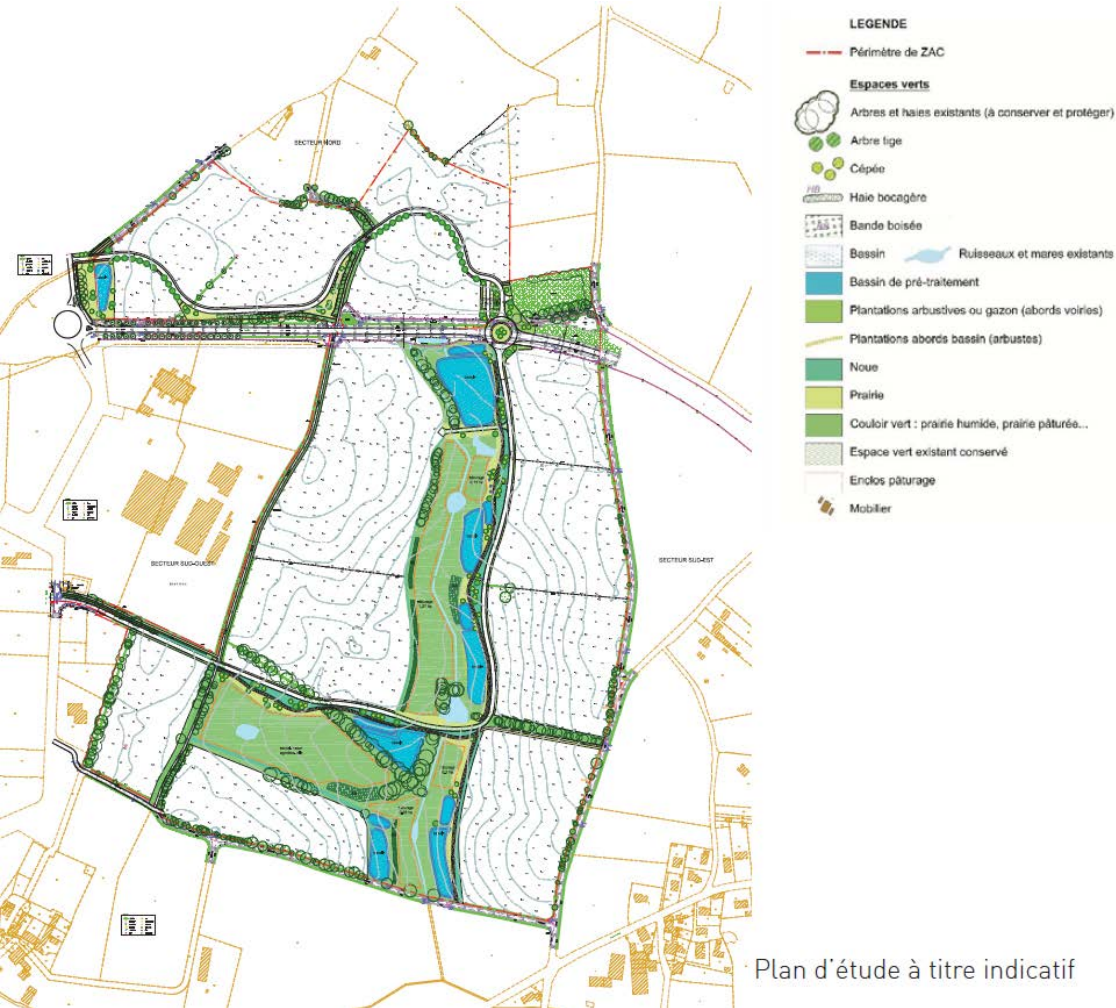 LEGENDE
Périmètre de ZAC
Espaces verts
Arbres et haies existants (à conserver et protéger)
Arbre tige
Cépée
HB
Haie bocagère
Bande boisée
Bassin
Ruisseaux et mares existants
Bassin de pré-traitement
Plantations arbustives ou gazon (abords voiries)
Plantations abords bassin (arbustes)
Noue
Prairie
Couloir vert : prairie humide, prairie pâturée...
Espace vert existant conservé
Enclos pâturage
Mobilier
SECTEUR NORD
SECTEUR SUD-OUEST
SECTEUR SUD-EST
Plan d'étude à titre indicatif